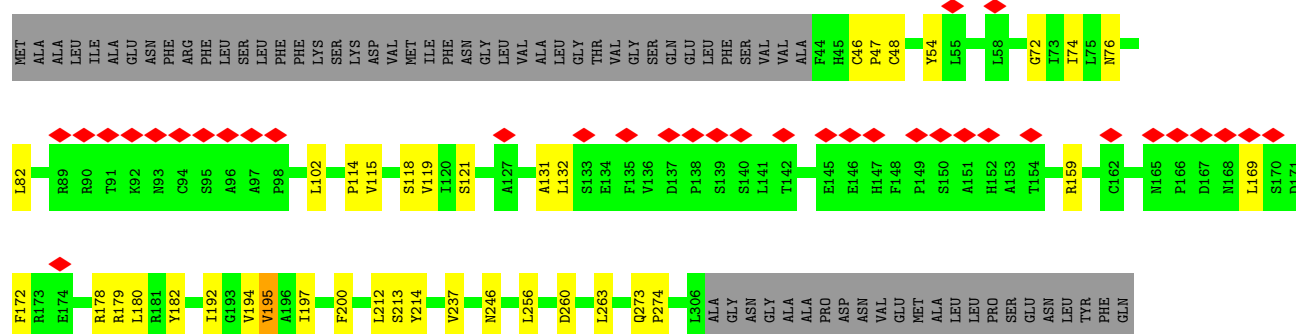 MET ALA ALA LEU ILE ALA GLU ASN PHE ARG PHE LEU SER LEU PHE PHE LYS SER LYS ASP VAL MET ILE PHE ASN GLY LEU VAL ALA LEU GLY THR VAL GLY SER GLN GLU LEU PHE SER VAL VAL ALA F44 H45 C46 P47 C48 Y54 L55 L58 G72 I73 I74 L75 N76
L82 R89 R90 T91 K92 N93 C94 S95 A96 A97 P98 L102 P114 V115 S118 V119 I120 S121 A127 A131 L132 S133 E134 F135 V136 D137 P138 S139 S140 L141 T142 E145 E146 H147 F148 P149 S150 A151 H152 A153 T154 R159 C162 N165 P166 D167 N168 L169 S170 D171
F172 R173 E174 R178 R179 L180 R181 Y182 I192 G193 V194 V195 A196 I197 F200 L212 S213 Y214 V237 N246 L256 D260 L263 Q273 P274 L306 ALA GLY ASN GLY ALA ALA PRO ASP ASN VAL GLU MET ALA LEU LEU PRO SER GLU ASN LEU TYR PHE GLN